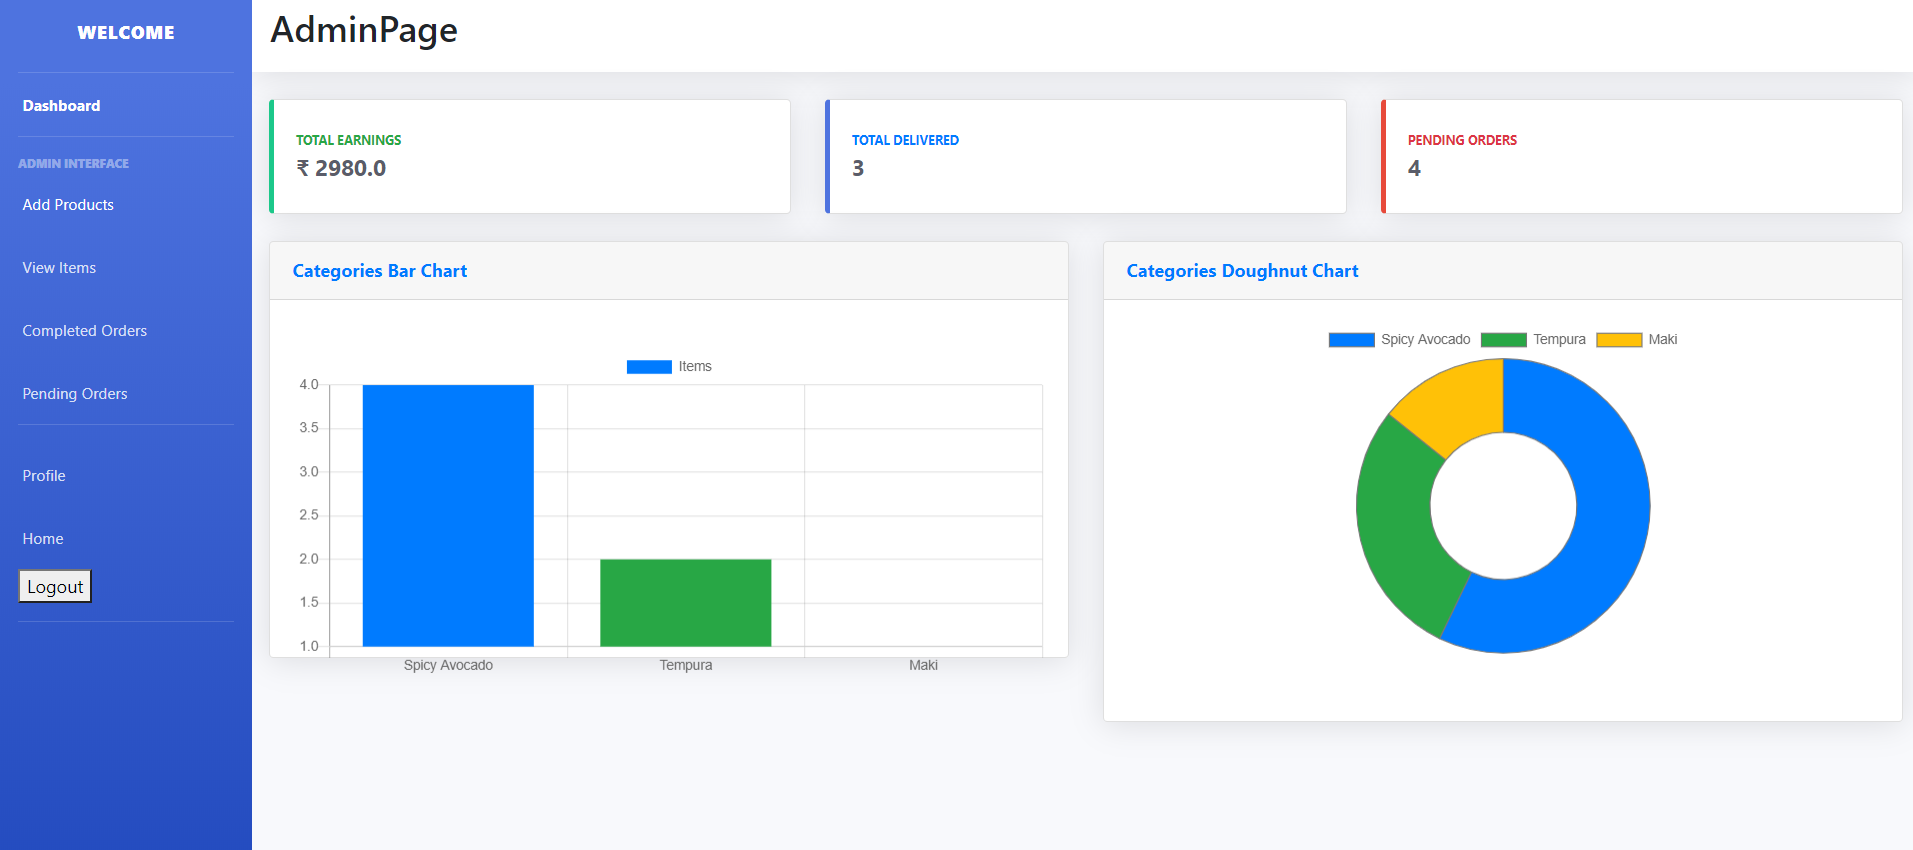 WELCOME
Dashboard
ADMIN INTERFACE
Add Products
View Items
Completed Orders
Pending Orders
Profile
Home
Logout
AdminPage
TOTAL EARNINGS
₹ 2980.0
TOTAL DELIVERED
3
PENDING ORDERS
4
Categories Bar Chart
Items
4.0
3.5
3.0
2.5
2.0
1.5
1.0
Spicy Avocado Tempura Maki
Categories Doughnut Chart
Spicy Avocado Tempura Maki